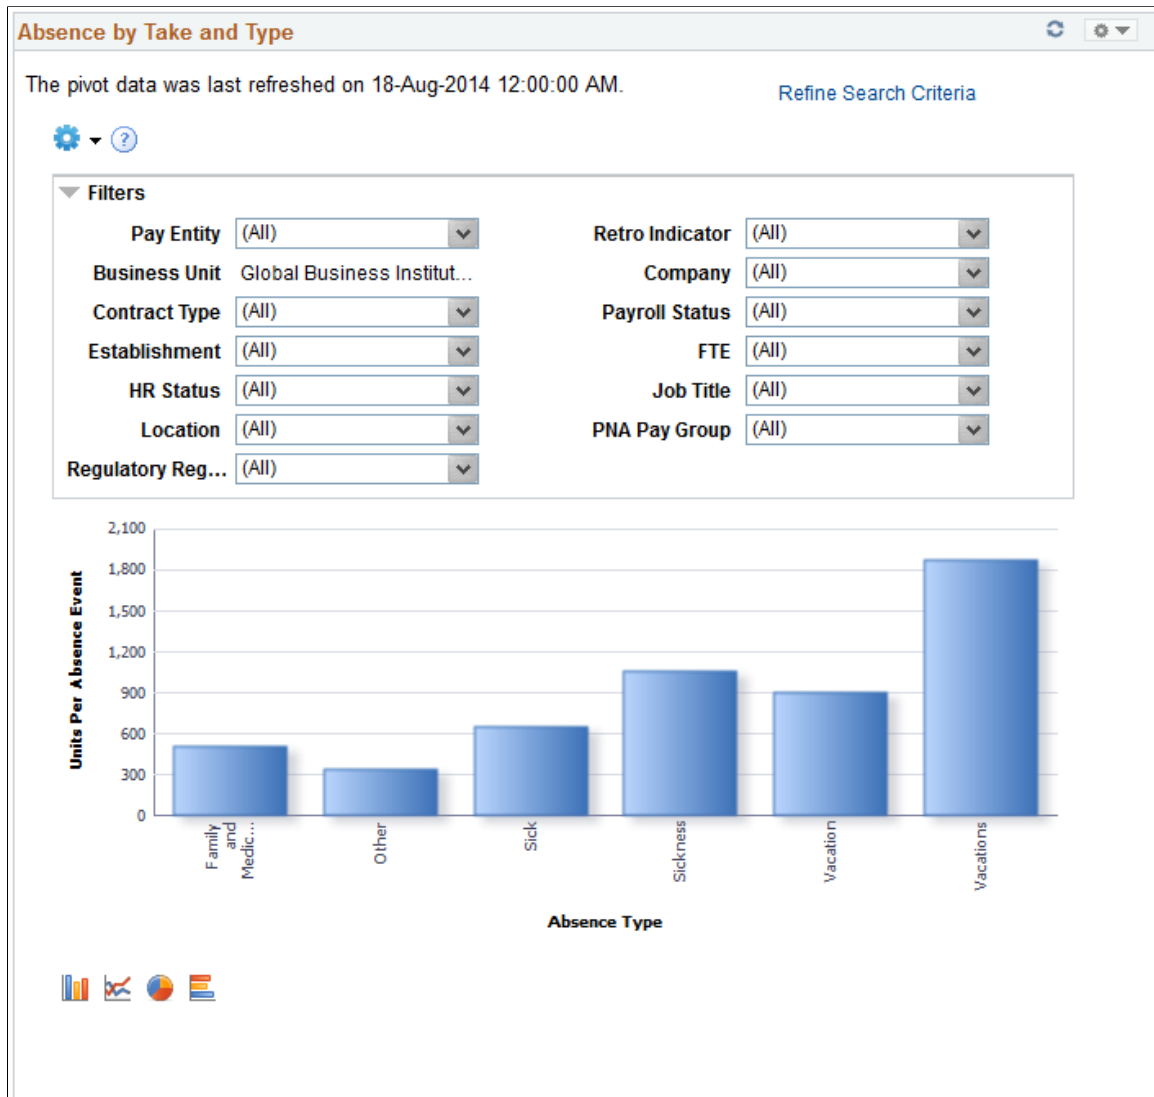 Absence by Take and Type
The pivot data was last refreshed on 18-Aug-2014 12:00:00 AM.
Refine Search Criteria
?
Filters
Pay Entity (All) Retro Indicator (All)
Business Unit Global Business Institut... Company (All)
Contract Type (All) Payroll Status (All)
Establishment (All) FTE (All)
HR Status (All) Job Title (All)
Location (All) PNA Pay Group (All)
Regulatory Reg... (All)
2,100
1,800
1,500
1,200
900
600
300
0
Units Per Absence Event
Family
and
Medic...
Other
Sick
Sickness
Vacation
Vacations
Absence Type